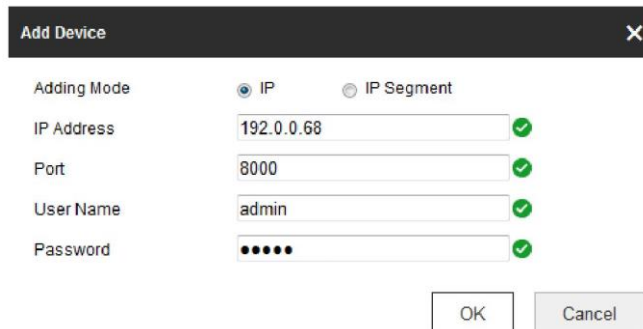 Add Device
Adding Mode IP IP Segment
IP Address 192.0.0.68
Port 8000
User Name admin
Password •••••
OK Cancel